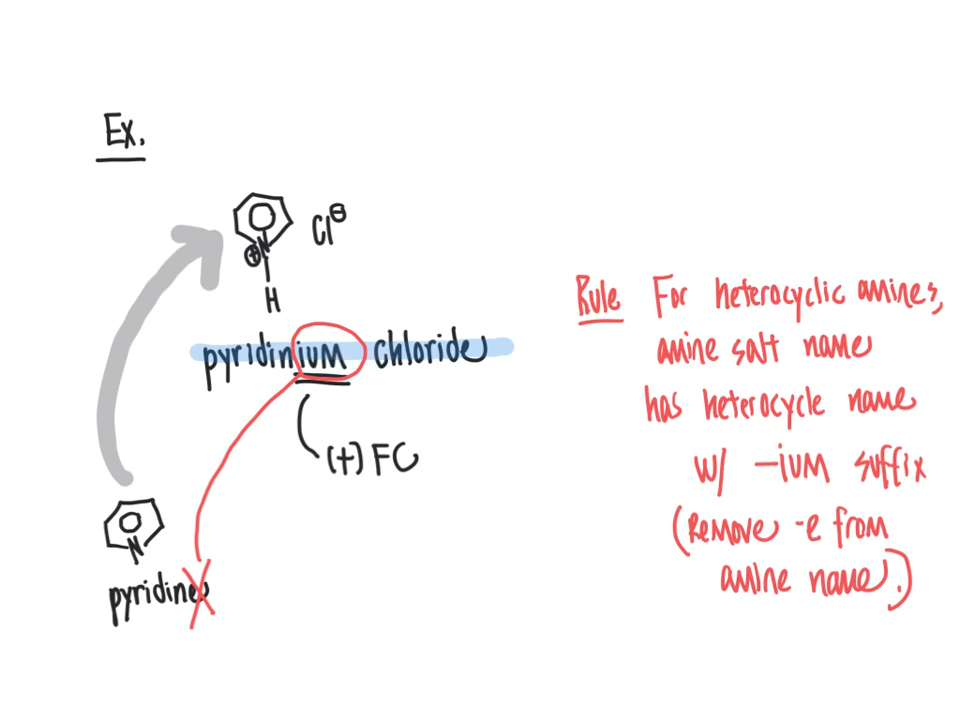 Ex.
N
⊕
H
Cl⊖
pyridinium chloride
(+) FC
N
pyridine
Rule For heterocyclic amines,
amine salt name
has heterocycle name
w/ -ium suffix
(Remove -e from
amine name.)